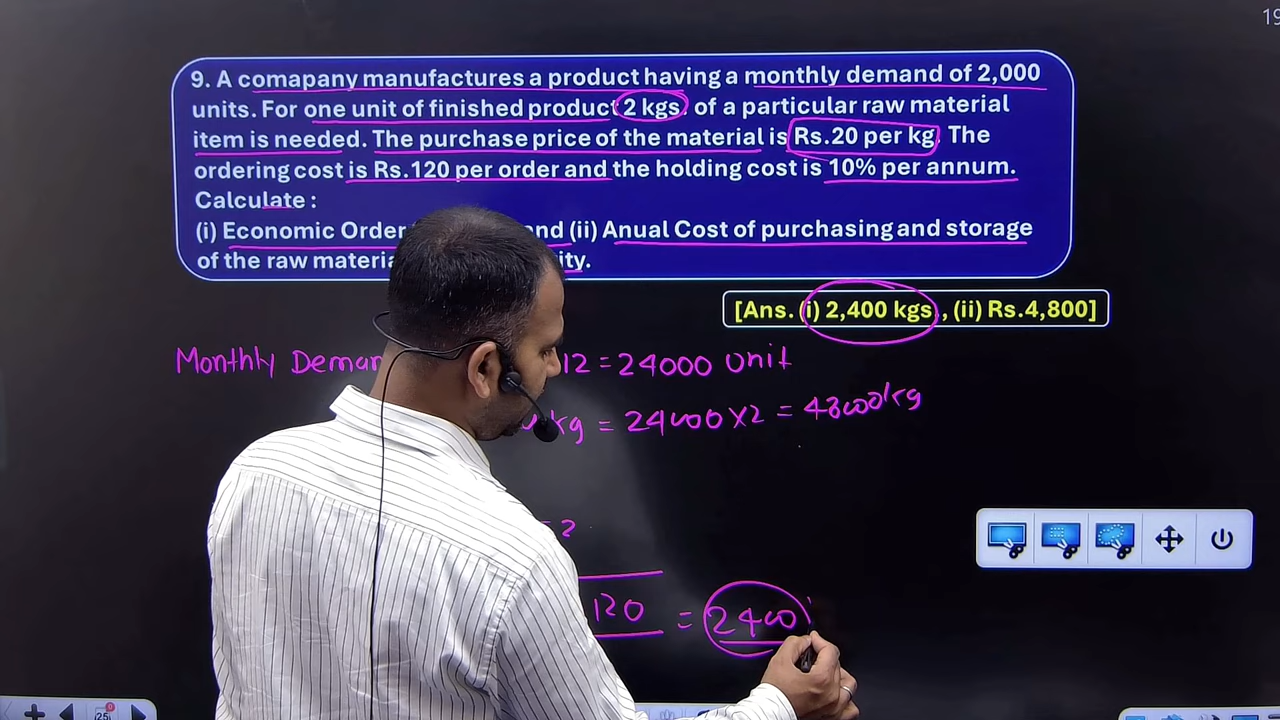 19
9. A comapany manufactures a product having a monthly demand of 2,000
units. For one unit of finished product 2 kgs of a particular raw material
item is needed. The purchase price of the material is Rs.20 per kg. The
ordering cost is Rs.120 per order and the holding cost is 10% per annum.
Calculate :
(i) Economic Order nd (ii) Anual Cost of purchasing and storage
of the raw materia ity.
[Ans. (i) 2,400 kgs , (ii) Rs.4,800]
Monthly Deman 12 = 24000 Unit
kg = 24000 X 2 = 48000 kg
= 2
120 = 2400